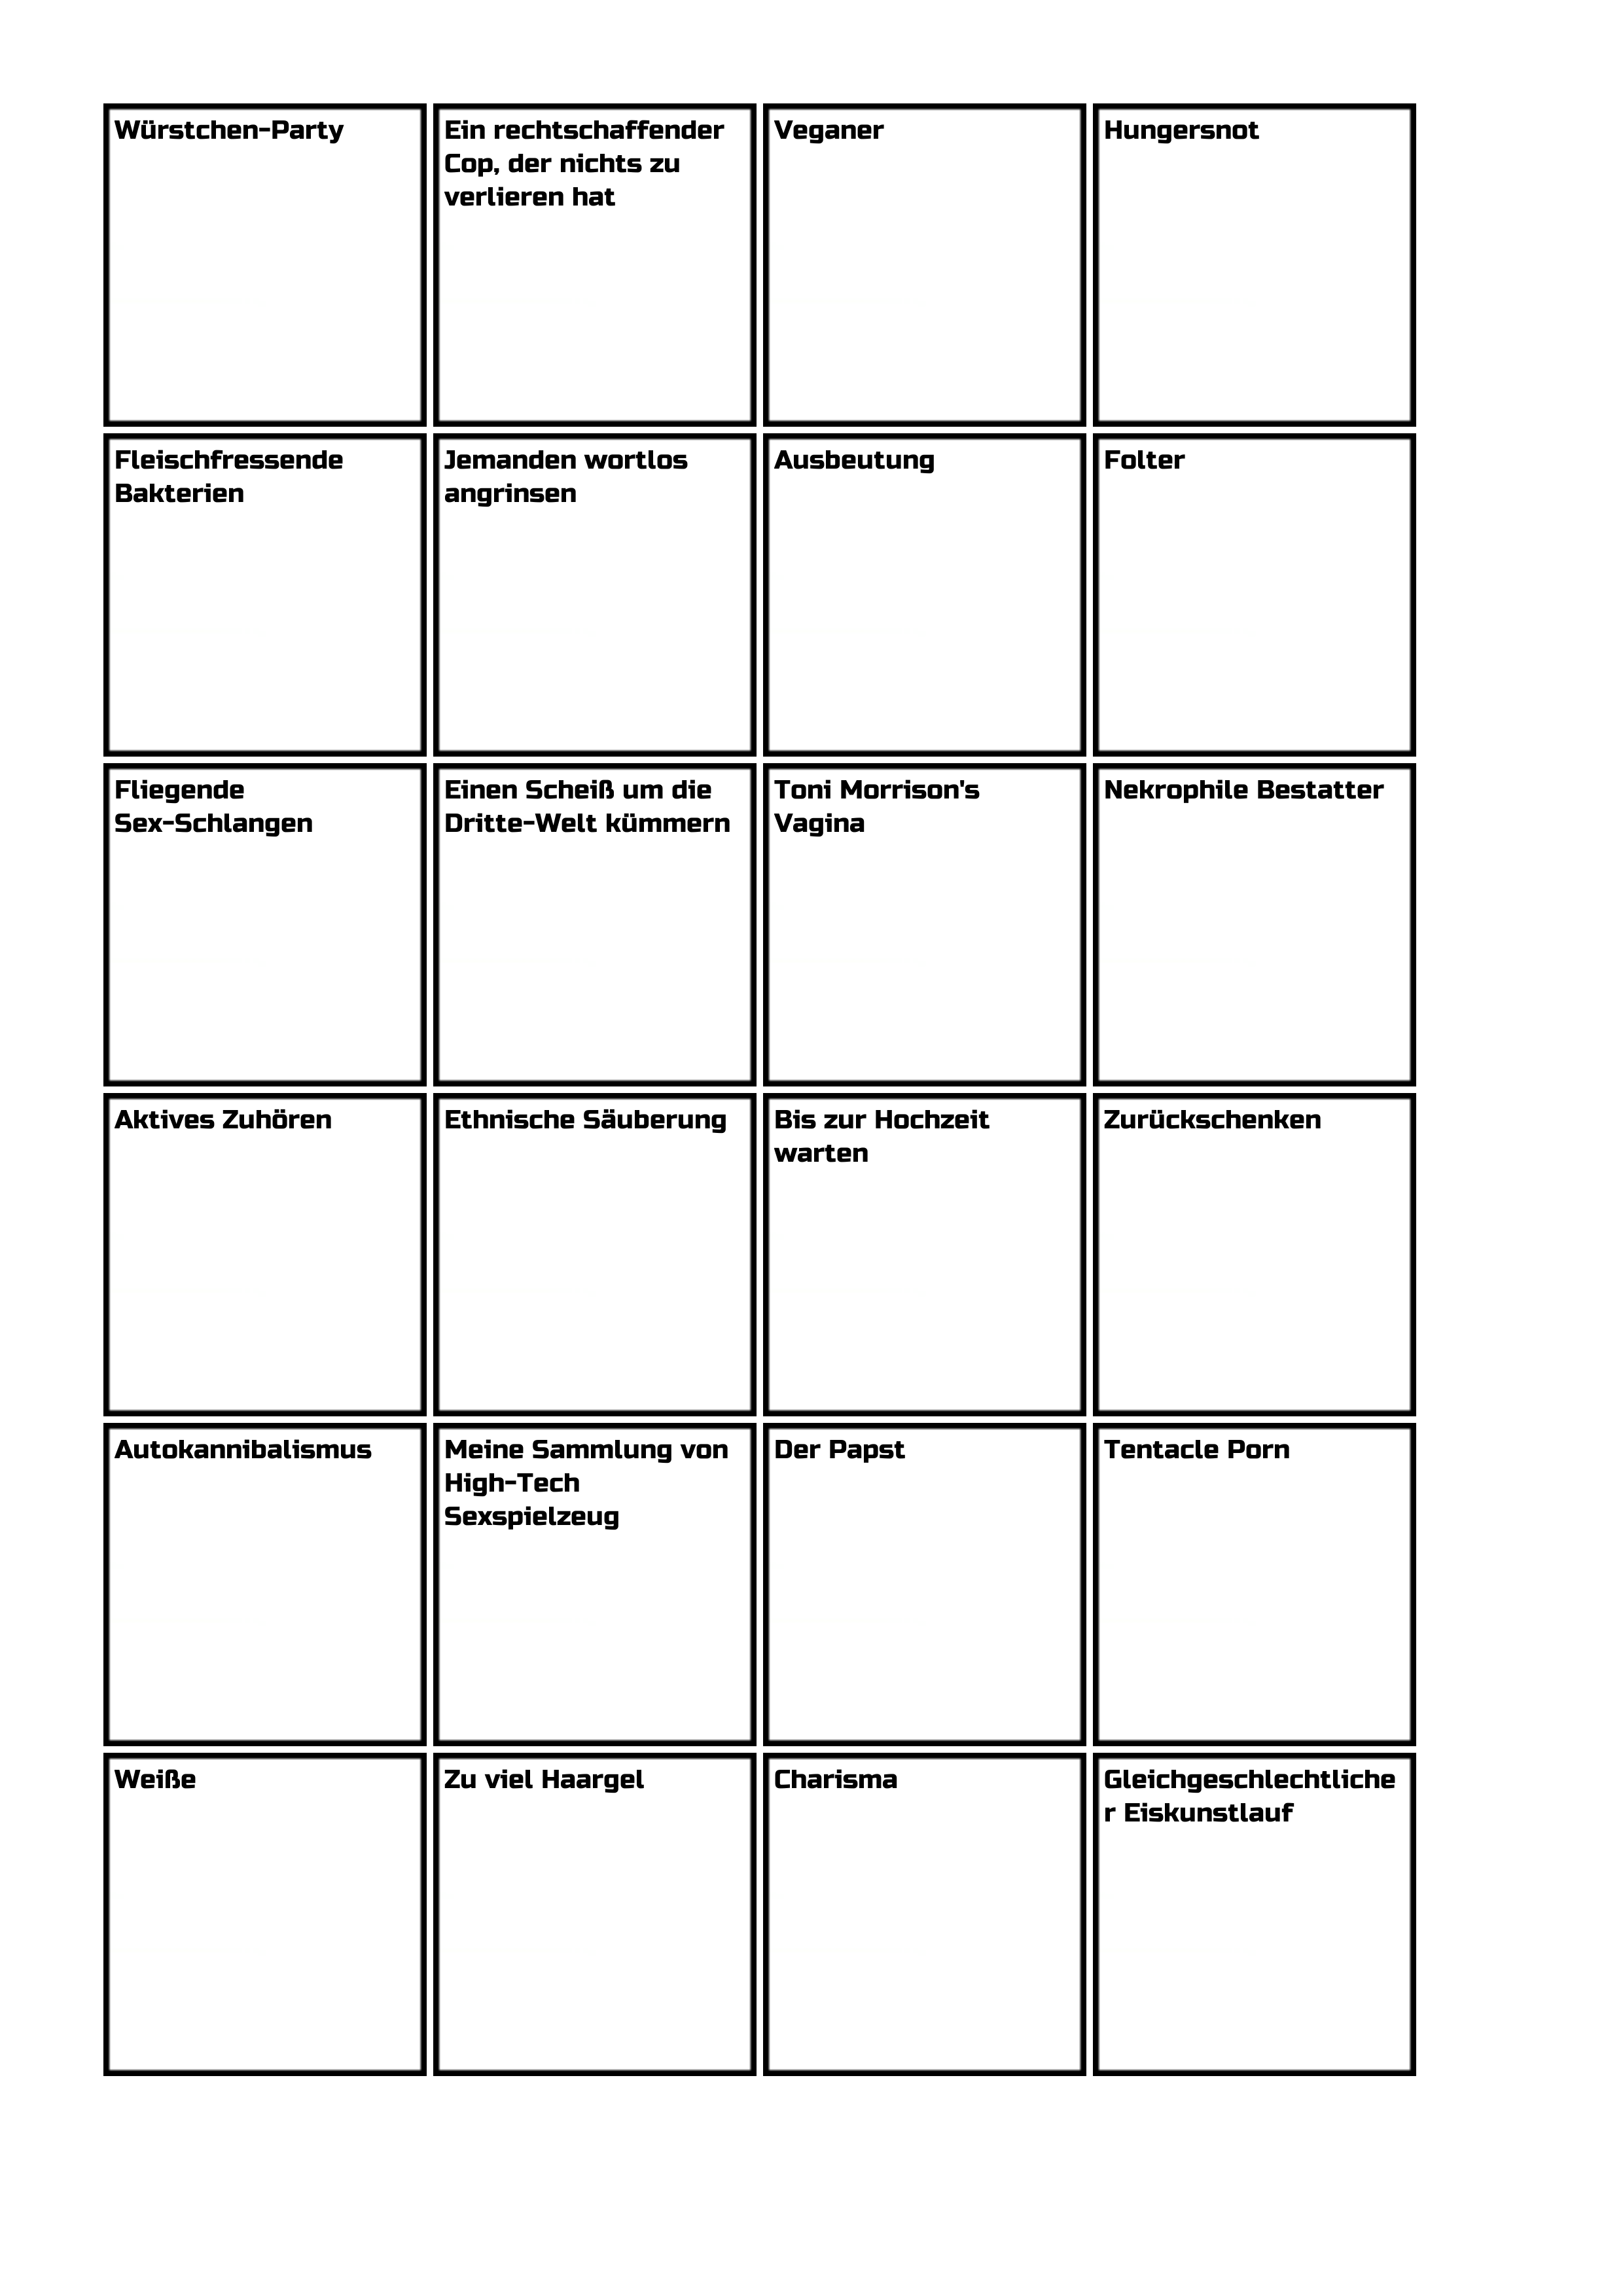 Würstchen-Party
Ein rechtschaffender
Cop, der nichts zu
verlieren hat
Veganer
Hungersnot
Fleischfressende
Bakterien
Jemanden wortlos
angrinsen
Ausbeutung
Folter
Fliegende
Sex-Schlangen
Einen Scheiß um die
Dritte-Welt kümmern
Toni Morrison's
Vagina
Nekrophile Bestatter
Aktives Zuhören
Ethnische Säuberung
Bis zur Hochzeit
warten
Zurückschenken
Autokannibalismus
Meine Sammlung von
High-Tech
Sexspielzeug
Der Papst
Tentacle Porn
Weiße
Zu viel Haargel
Charisma
Gleichgeschlechtliche
r Eiskunstlauf